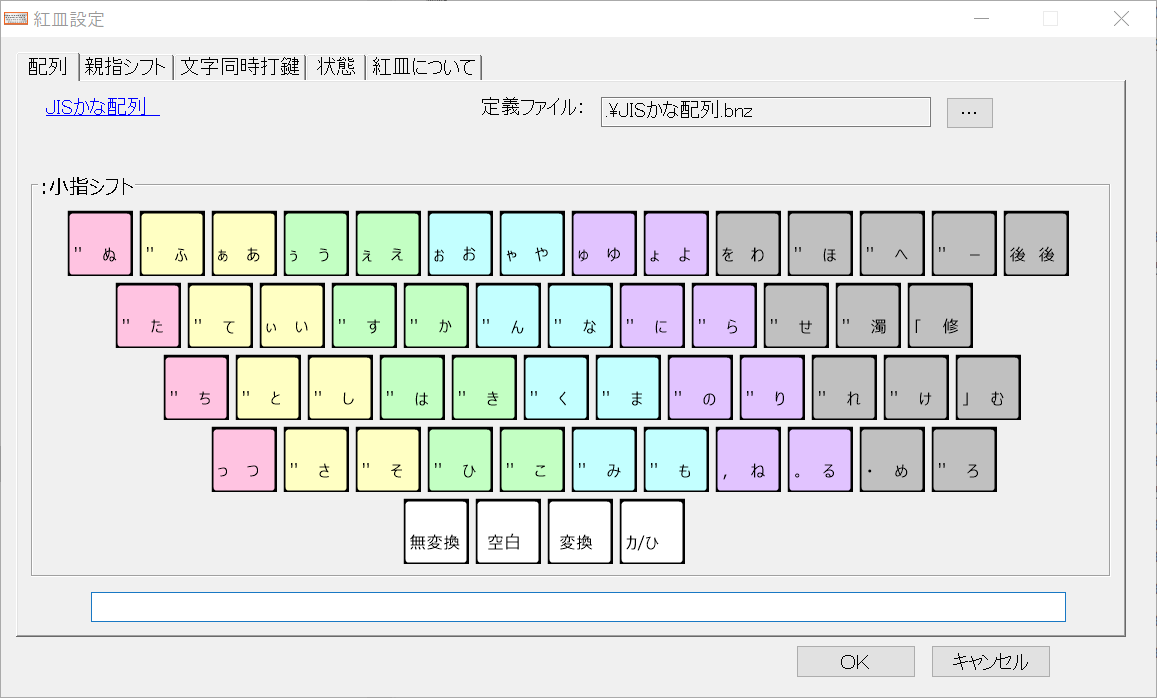 紅皿設定
配列 親指シフト 文字同時打鍵 状態 紅皿について
JISかな配列 定義ファイル: .¥JISかな配列.bnz ...
:小指シフト
" ぬ " ふ ぁ あ ぅ う ぇ え ぉ お ゃ や ゅ ゆ ょ よ を わ " ほ " へ " ー 後 後
" た " て ぃ い " す " か " ん " な " に " ら " せ " 濁 「 修
" ち " と " し " は " き " く " ま " の " り " れ " け 」 む
っ つ " さ " そ " ひ " こ " み " も , ね 。 る ・ め " ろ
無変換 空白 変換 カ/ひ
OK キャンセル